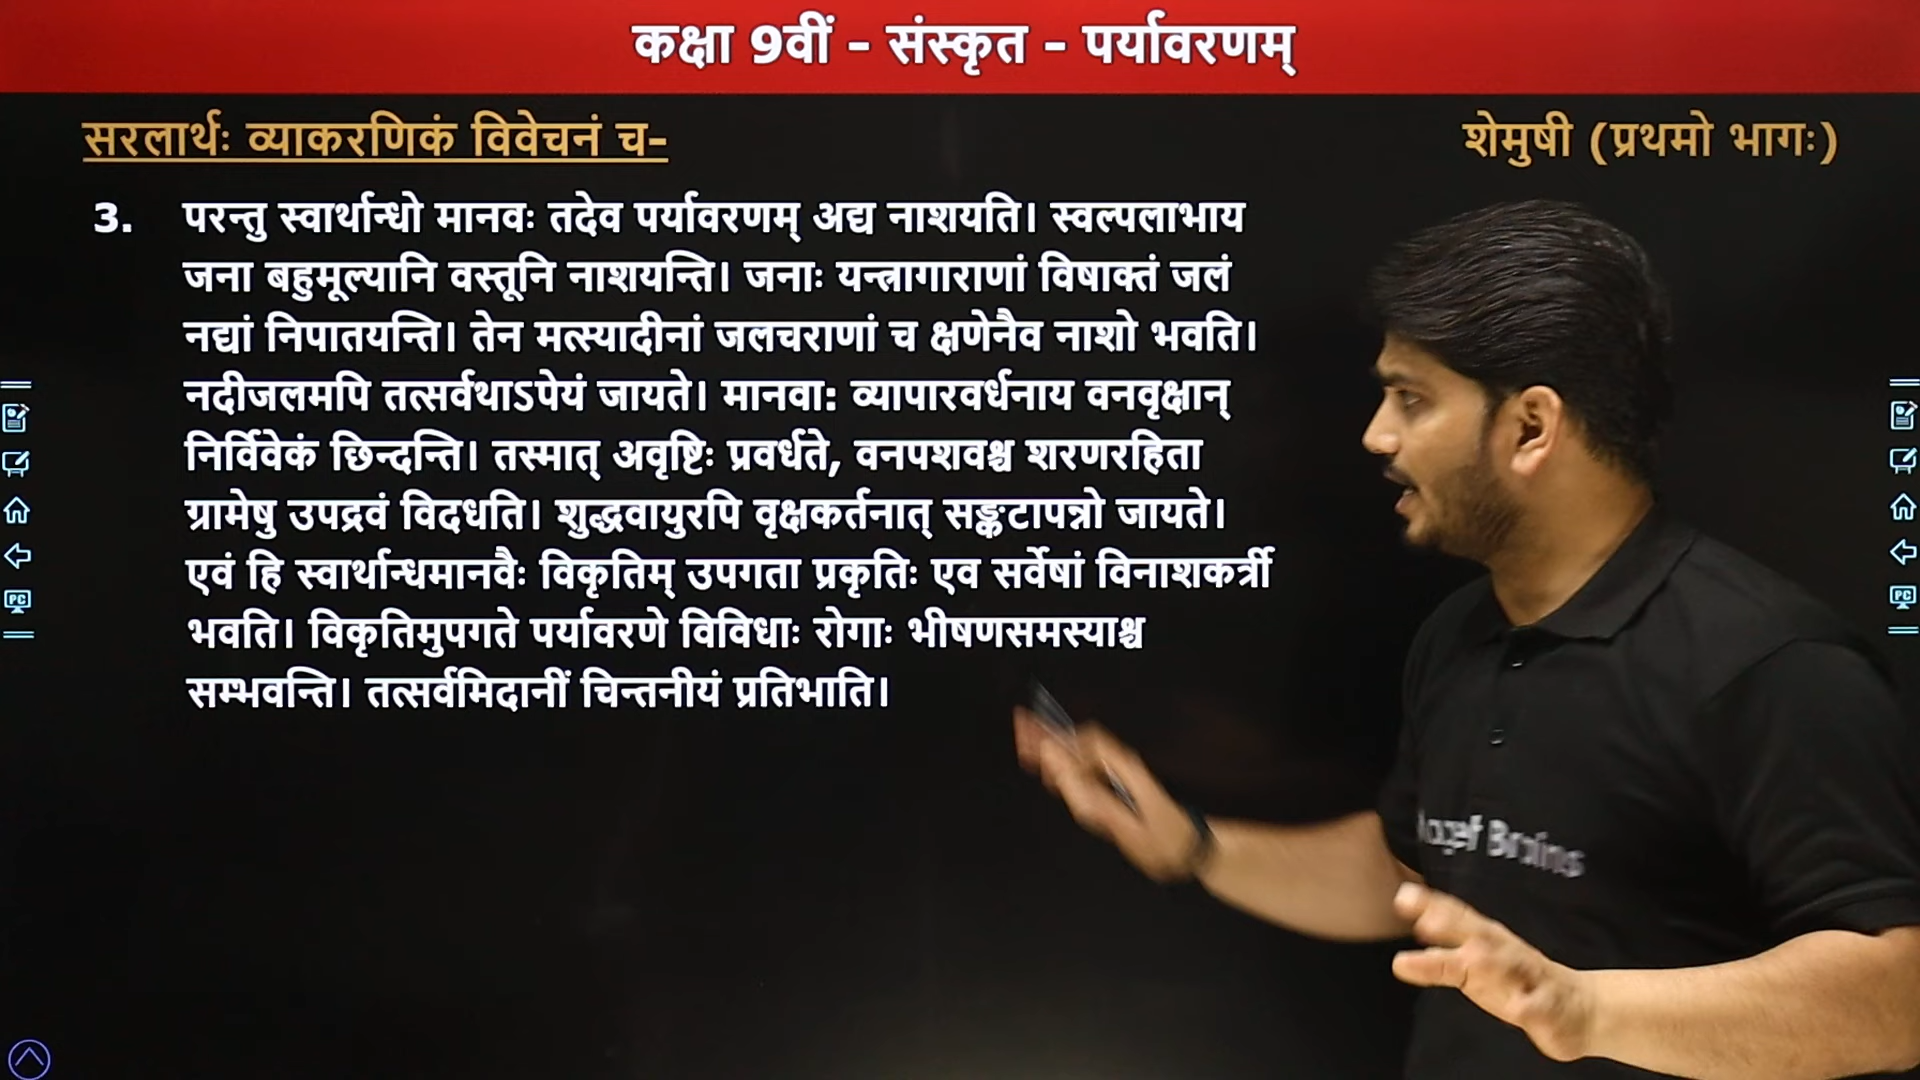 कक्षा 9वीं - संस्कृत - पर्यावरणम्
सरलार्थः व्याकरणिकं विवेचनं च-
शेमुषी (प्रथमो भागः)
3. परन्तु स्वार्थान्धो मानवः तदेव पर्यावरणम् अद्य नाशयति। स्वल्पलाभाय
जना बहुमूल्यानि वस्तूनि नाशयन्ति। जनाः यन्त्रागाराणां विषाक्तं जलं
नद्यां निपातयन्ति। तेन मत्स्यादीनां जलचराणां च क्षणेनैव नाशो भवति।
नदीजलमपि तत्सर्वथाऽपेयं जायते। मानवा: व्यापारवर्धनाय वनवृक्षान्
निर्विवेकं छिन्दन्ति। तस्मात् अवृष्टिः प्रवर्धते, वनपशवश्च शरणरहिता
ग्रामेषु उपद्रवं विदधति। शुद्धवायुरपि वृक्षकर्तनात् सङ्कटापन्नो जायते।
एवं हि स्वार्थान्धमानवैः विकृतिम् उपगता प्रकृतिः एव सर्वेषां विनाशकर्त्री
भवति। विकृतिमुपगते पर्यावरणे विविधाः रोगाः भीषणसमस्याश्च
सम्भवन्ति। तत्सर्वमिदानीं चिन्तनीयं प्रतिभाति।
PC
PC
Brains